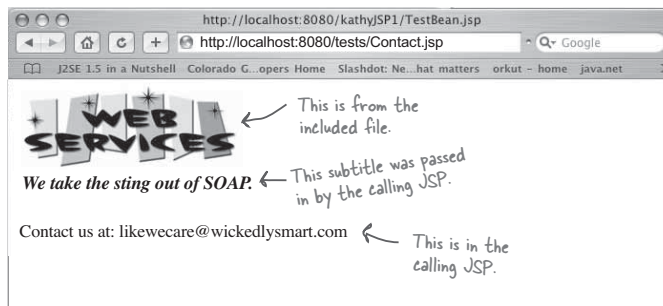 http://localhost:8080/kathyJSP1/TestBean.jsp
http://localhost:8080/tests/Contact.jsp
Q Google
J2SE 1.5 in a Nutshell Colorado G...opers Home Slashdot: Ne...hat matters orkut - home java.net
WEB
SERVICES
This is from the
included file.
We take the sting out of SOAP.
This subtitle was passed
in by the calling JSP.
Contact us at: likewecare@wickedlysmart.com
This is in the
calling JSP.